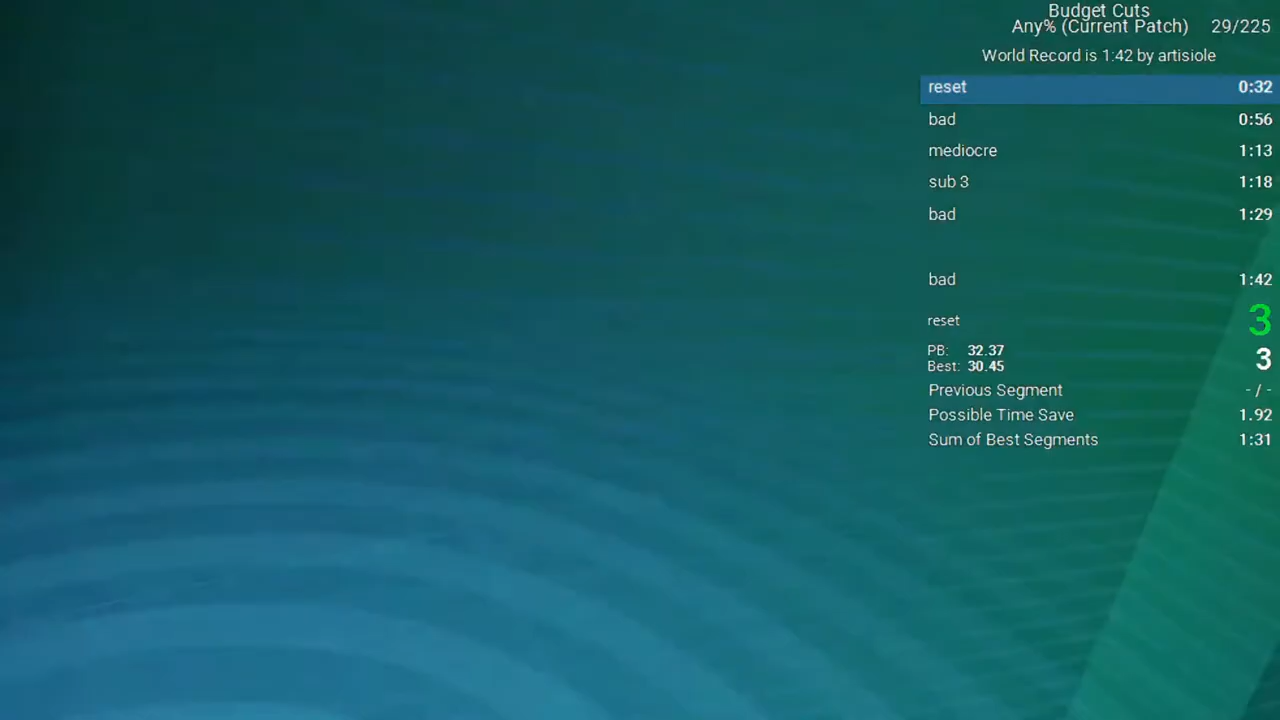 Budget Cuts
Any% (Current Patch) 29/225
World Record is 1:42 by artisiole
reset 0:32
bad 0:56
mediocre 1:13
sub 3 1:18
bad 1:29
bad 1:42
reset 3
PB: 32.37 3
Best: 30.45
Previous Segment - / -
Possible Time Save 1.92
Sum of Best Segments 1:31